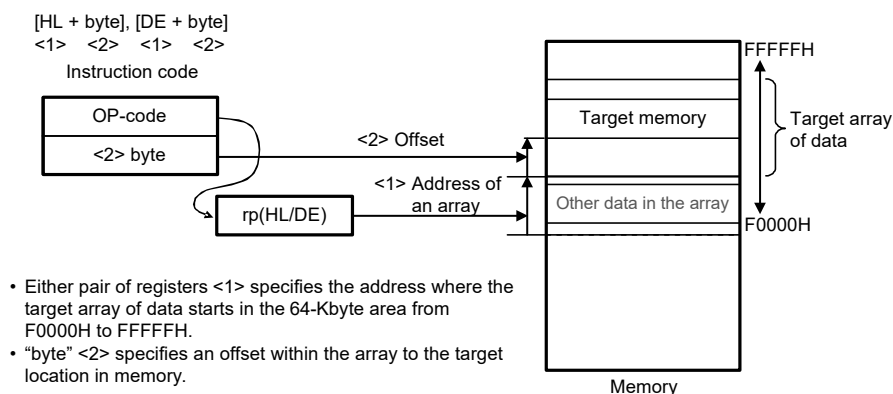 [HL + byte], [DE + byte]
<1> <2> <1> <2>
Instruction code
OP-code
<2> byte
rp(HL/DE)
<2> Offset
<1> Address of
an array
FFFFFH
Target memory
Target array
of data
Other data in the array
F0000H
Memory
• Either pair of registers <1> specifies the address where the
target array of data starts in the 64-Kbyte area from
F0000H to FFFFFH.
• “byte” <2> specifies an offset within the array to the target
location in memory.